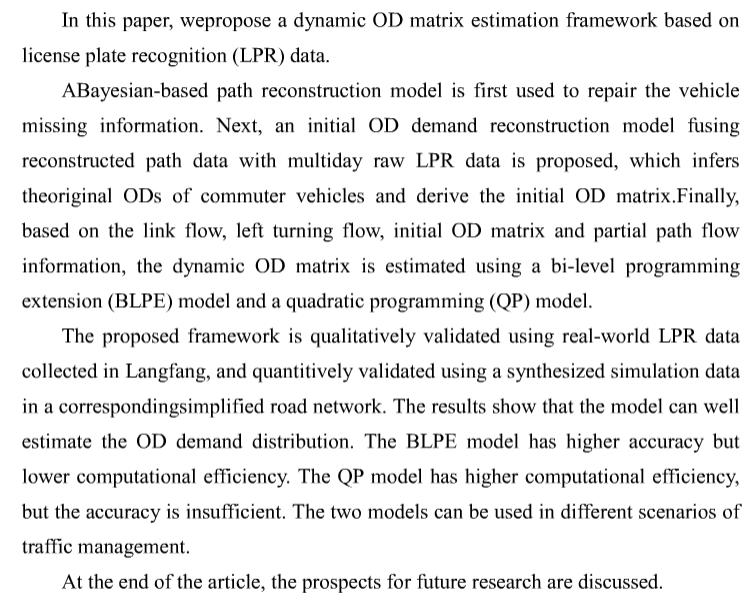 In this paper, wepropose a dynamic OD matrix estimation framework based on
license plate recognition (LPR) data.
ABayesian-based path reconstruction model is first used to repair the vehicle
missing information. Next, an initial OD demand reconstruction model fusing
reconstructed path data with multiday raw LPR data is proposed, which infers
theoriginal ODs of commuter vehicles and derive the initial OD matrix.Finally,
based on the link flow, left turning flow, initial OD matrix and partial path flow
information, the dynamic OD matrix is estimated using a bi-level programming
extension (BLPE) model and a quadratic programming (QP) model.
The proposed framework is qualitatively validated using real-world LPR data
collected in Langfang, and quantitively validated using a synthesized simulation data
in a correspondingsimplified road network. The results show that the model can well
estimate the OD demand distribution. The BLPE model has higher accuracy but
lower computational efficiency. The QP model has higher computational efficiency,
but the accuracy is insufficient. The two models can be used in different scenarios of
traffic management.
At the end of the article, the prospects for future research are discussed.